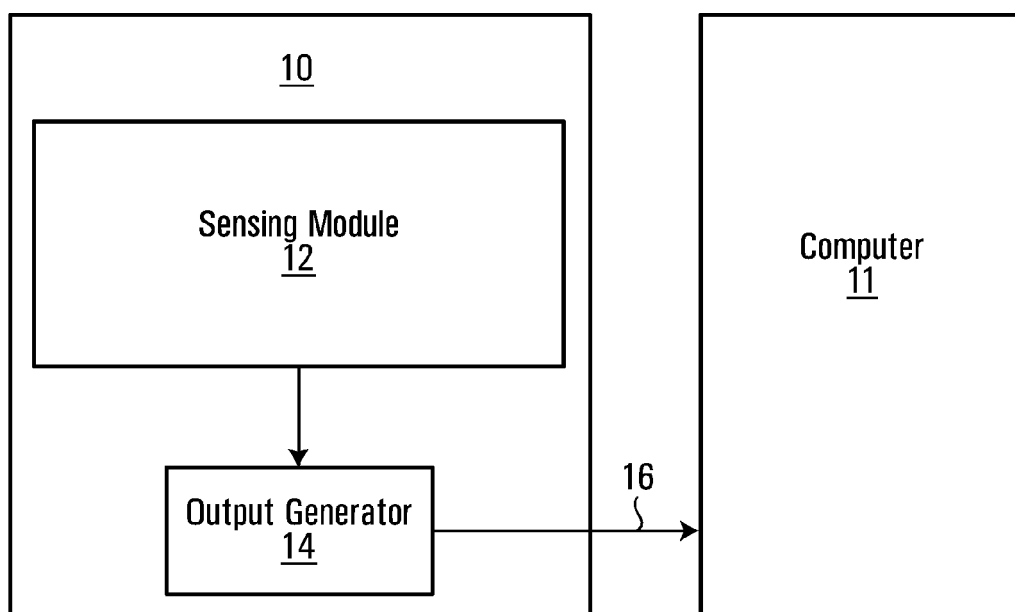 10
Sensing Module
12
Computer
11
16
Output Generator
14